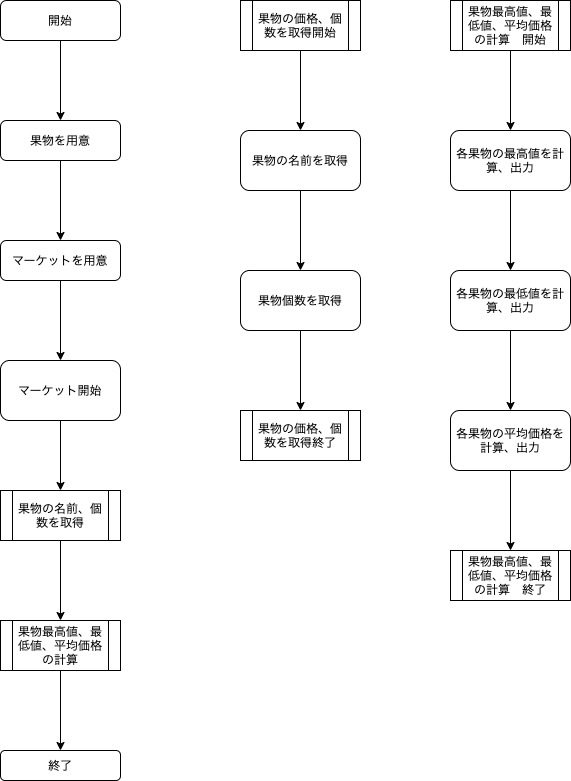 開始
果物を用意
マーケットを用意
マーケット開始
果物の名前、個
数を取得
果物最高値、最
低値、平均価格
の計算
終了
果物の価格、個
数を取得開始
果物の名前を取得
果物個数を取得
果物の価格、個
数を取得終了
果物最高値、最
低値、平均価格
の計算　開始
各果物の最高値を計
算、出力
各果物の最低値を計
算、出力
各果物の平均価格を
計算、出力
果物最高値、最
低値、平均価格
の計算　終了